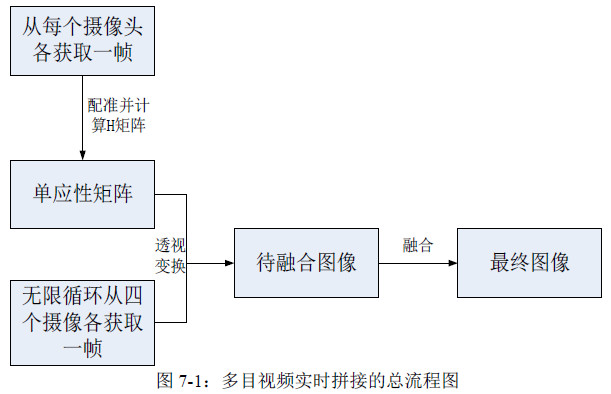 从每个摄像头
各获取一帧
配准并计
算H矩阵
单应性矩阵
透视
变换
待融合图像
融合
最终图像
无限循环从四
个摄像各获取
一帧
图 7-1：多目视频实时拼接的总流程图